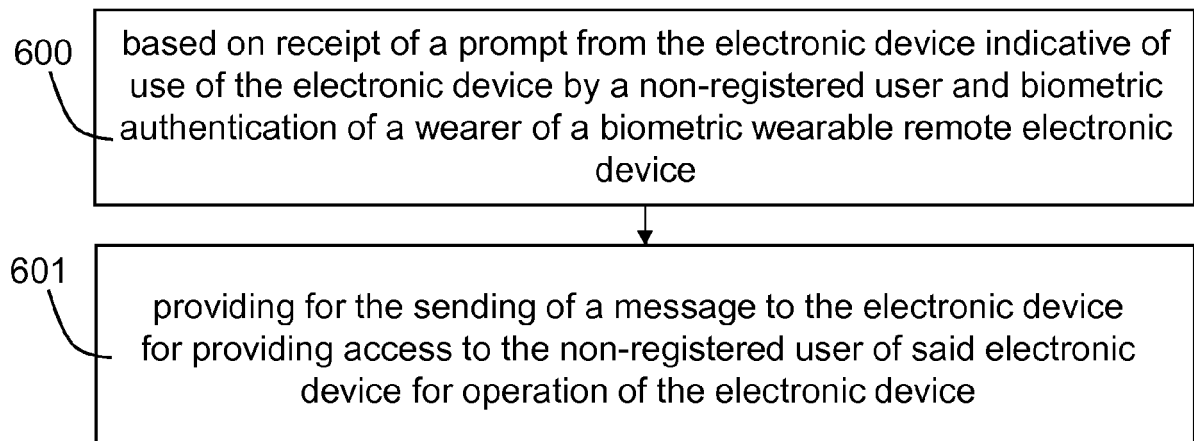 600
based on receipt of a prompt from the electronic device indicative of
use of the electronic device by a non-registered user and biometric
authentication of a wearer of a biometric wearable remote electronic
device
601
providing for the sending of a message to the electronic device
for providing access to the non-registered user of said electronic
device for operation of the electronic device